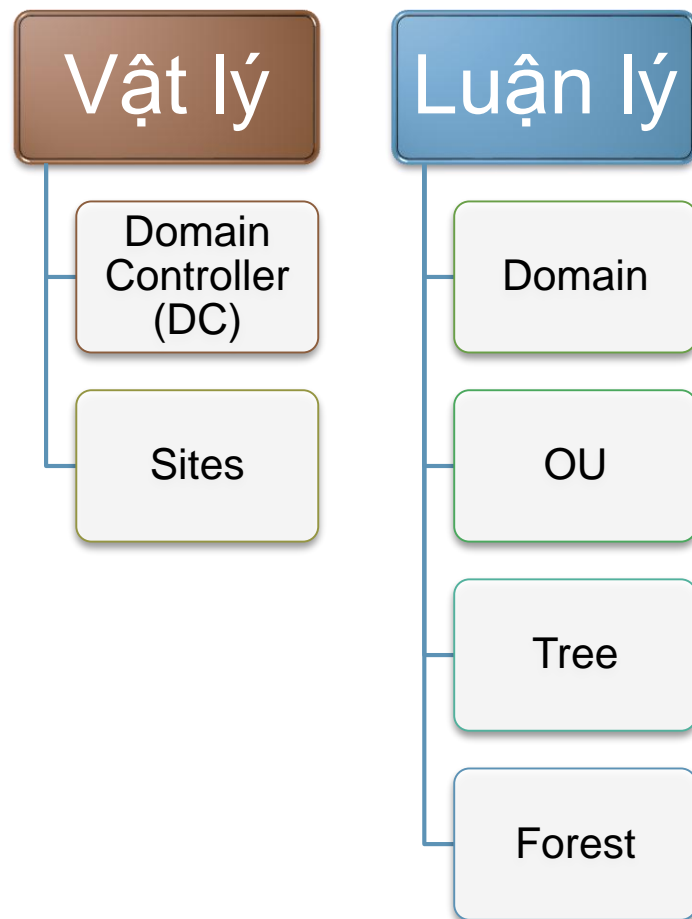 Vật lý
Domain
Controller
(DC)
Sites
Luận lý
Domain
OU
Tree
Forest